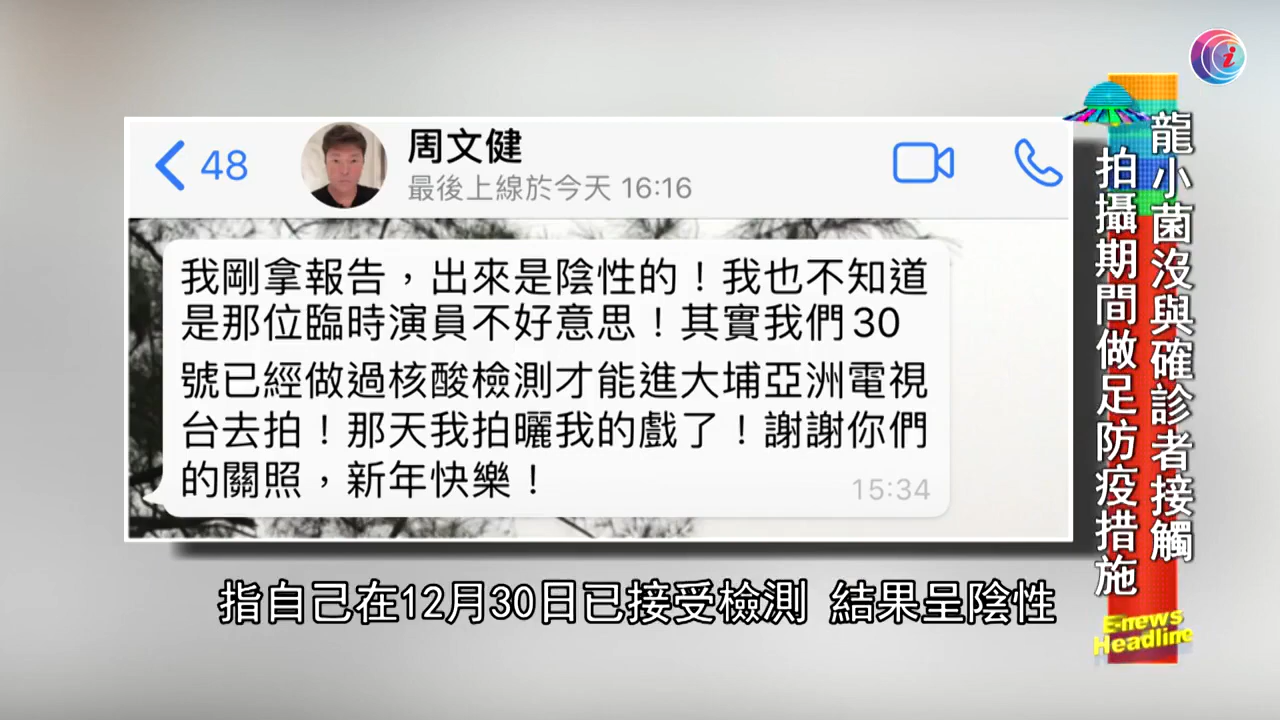 48
周文健
最後上線於今天 16:16
我剛拿報告，出來是陰性的！我也不知道
是那位臨時演員不好意思！其實我們30
號已經做過核酸檢測才能進大埔亞洲電視
台去拍！那天我拍曬我的戲了！謝謝你們
的關照，新年快樂！
15:34
龍小菌沒與確診者接觸
拍攝期間做足防疫措施
指自己在12月30日已接受檢測 結果呈陰性
E-news
Headline
i